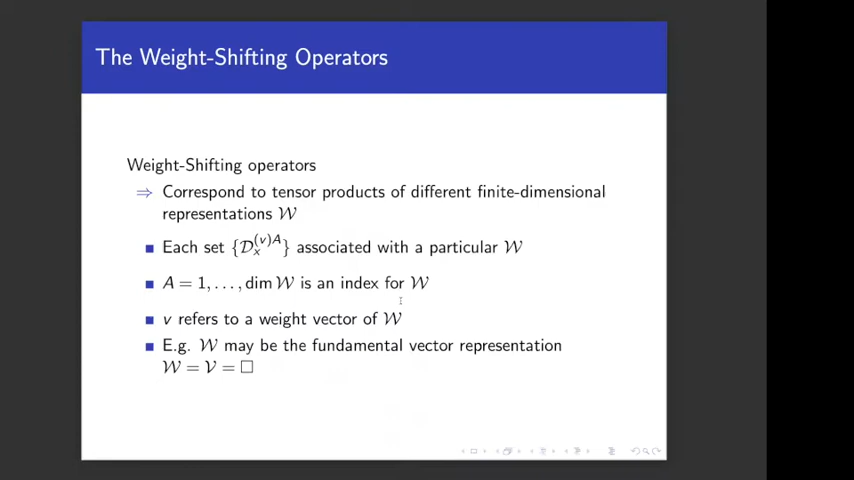 The Weight-Shifting Operators
Weight-Shifting operators
⇒ Correspond to tensor products of different finite-dimensional
representations 𝒲
■ Each set {𝒟ₓ^(v)A} associated with a particular 𝒲
■ A = 1, . . . , dim 𝒲 is an index for 𝒲
■ v refers to a weight vector of 𝒲
■ E.g. 𝒲 may be the fundamental vector representation
𝒲 = 𝒱 = □